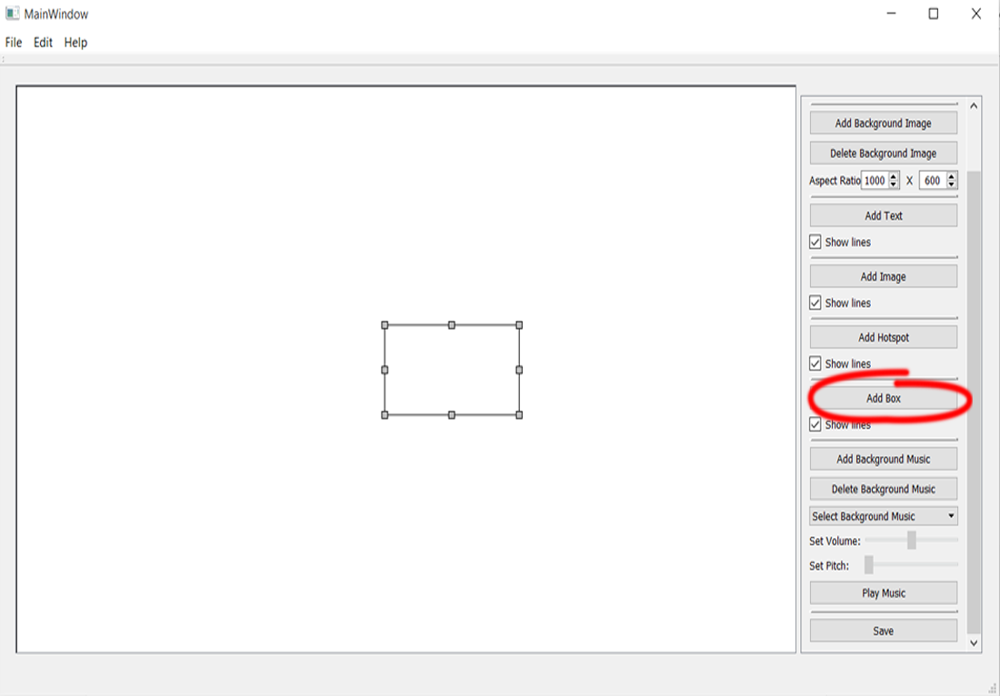 MainWindow
File Edit Help
Add Background Image
Delete Background Image
Aspect Ratio 1000 X 600
Add Text
Show lines
Add Image
Show lines
Add Hotspot
Show lines
Add Box
Show lines
Add Background Music
Delete Background Music
Select Background Music
Set Volume:
Set Pitch:
Play Music
Save